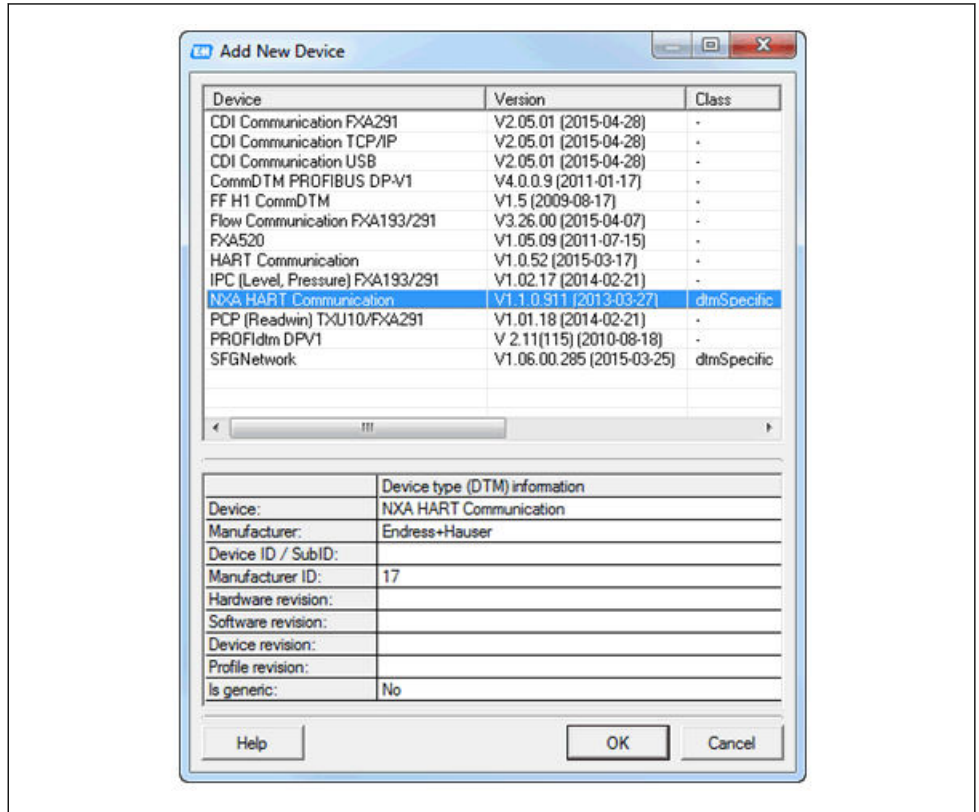 Add New Device
Device Version Class
CDI Communication FXA291 V2.05.01 (2015-04-28) -
CDI Communication TCP/IP V2.05.01 (2015-04-28) -
CDI Communication USB V2.05.01 (2015-04-28) -
CommDTM PROFIBUS DP-V1 V4.0.0.9 (2011-01-17) -
FF H1 CommDTM V1.5 (2009-08-17) -
Flow Communication FXA193/291 V3.26.00 (2015-04-07) -
FXA520 V1.05.09 (2011-07-15) -
HART Communication V1.0.52 (2015-03-17) -
IPC (Level, Pressure) FXA193/291 V1.02.17 (2014-02-21) -
NXA HART Communication V1.1.0.911 (2013-03-27) dtmSpecific
PCP (Readwin) TXU10/FXA291 V1.01.18 (2014-02-21) -
PROFIdtm DPV1 V 2.11(115) (2010-08-18) -
SFGNetwork V1.06.00.285 (2015-03-25) dtmSpecific
Device type (DTM) information
Device: NXA HART Communication
Manufacturer: Endress+Hauser
Device ID / SubID:
Manufacturer ID: 17
Hardware revision:
Software revision:
Device revision:
Profile revision:
Is generic: No
Help OK Cancel